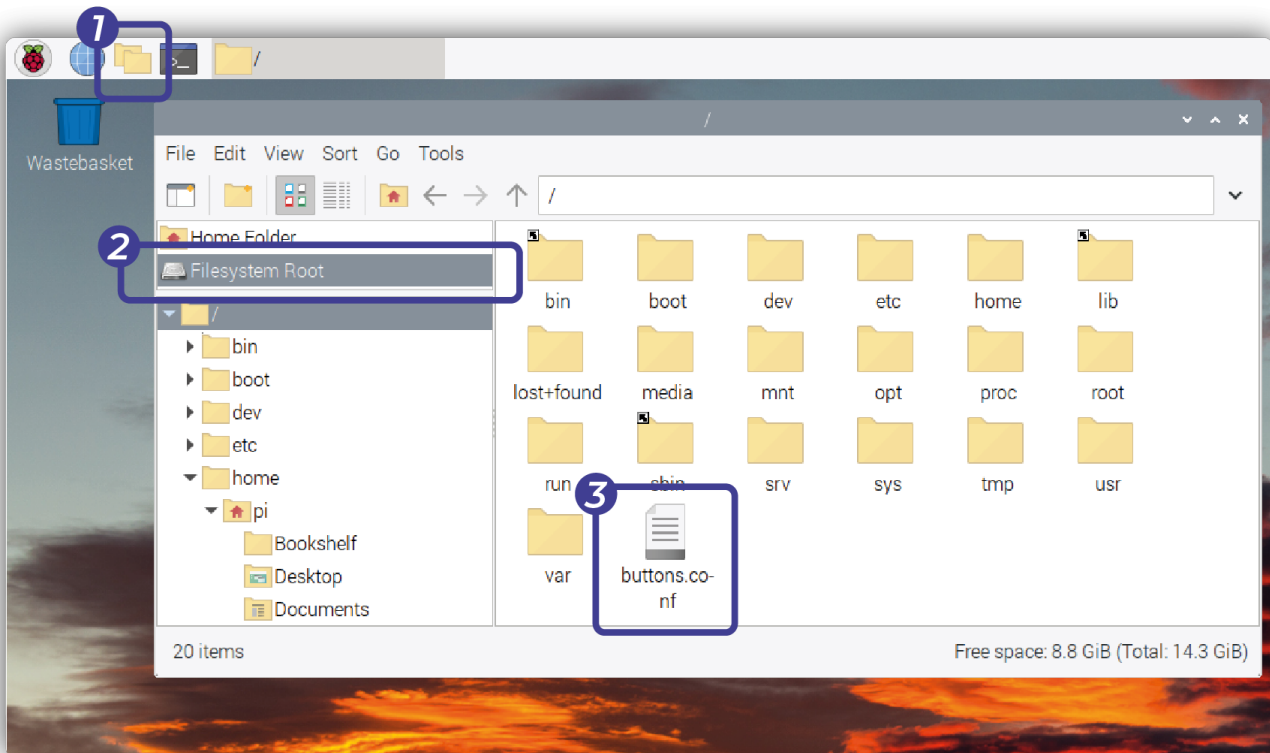 1
>_
/
Wastebasket
/
File Edit View Sort Go Tools
/
2
Home Folder
Filesystem Root
/
bin
boot
dev
etc
home
pi
Bookshelf
Desktop
Documents
bin boot dev etc home lib
lost+found media mnt opt proc root
run sbin srv sys tmp usr
3
var buttons.co-
nf
20 items Free space: 8.8 GiB (Total: 14.3 GiB)